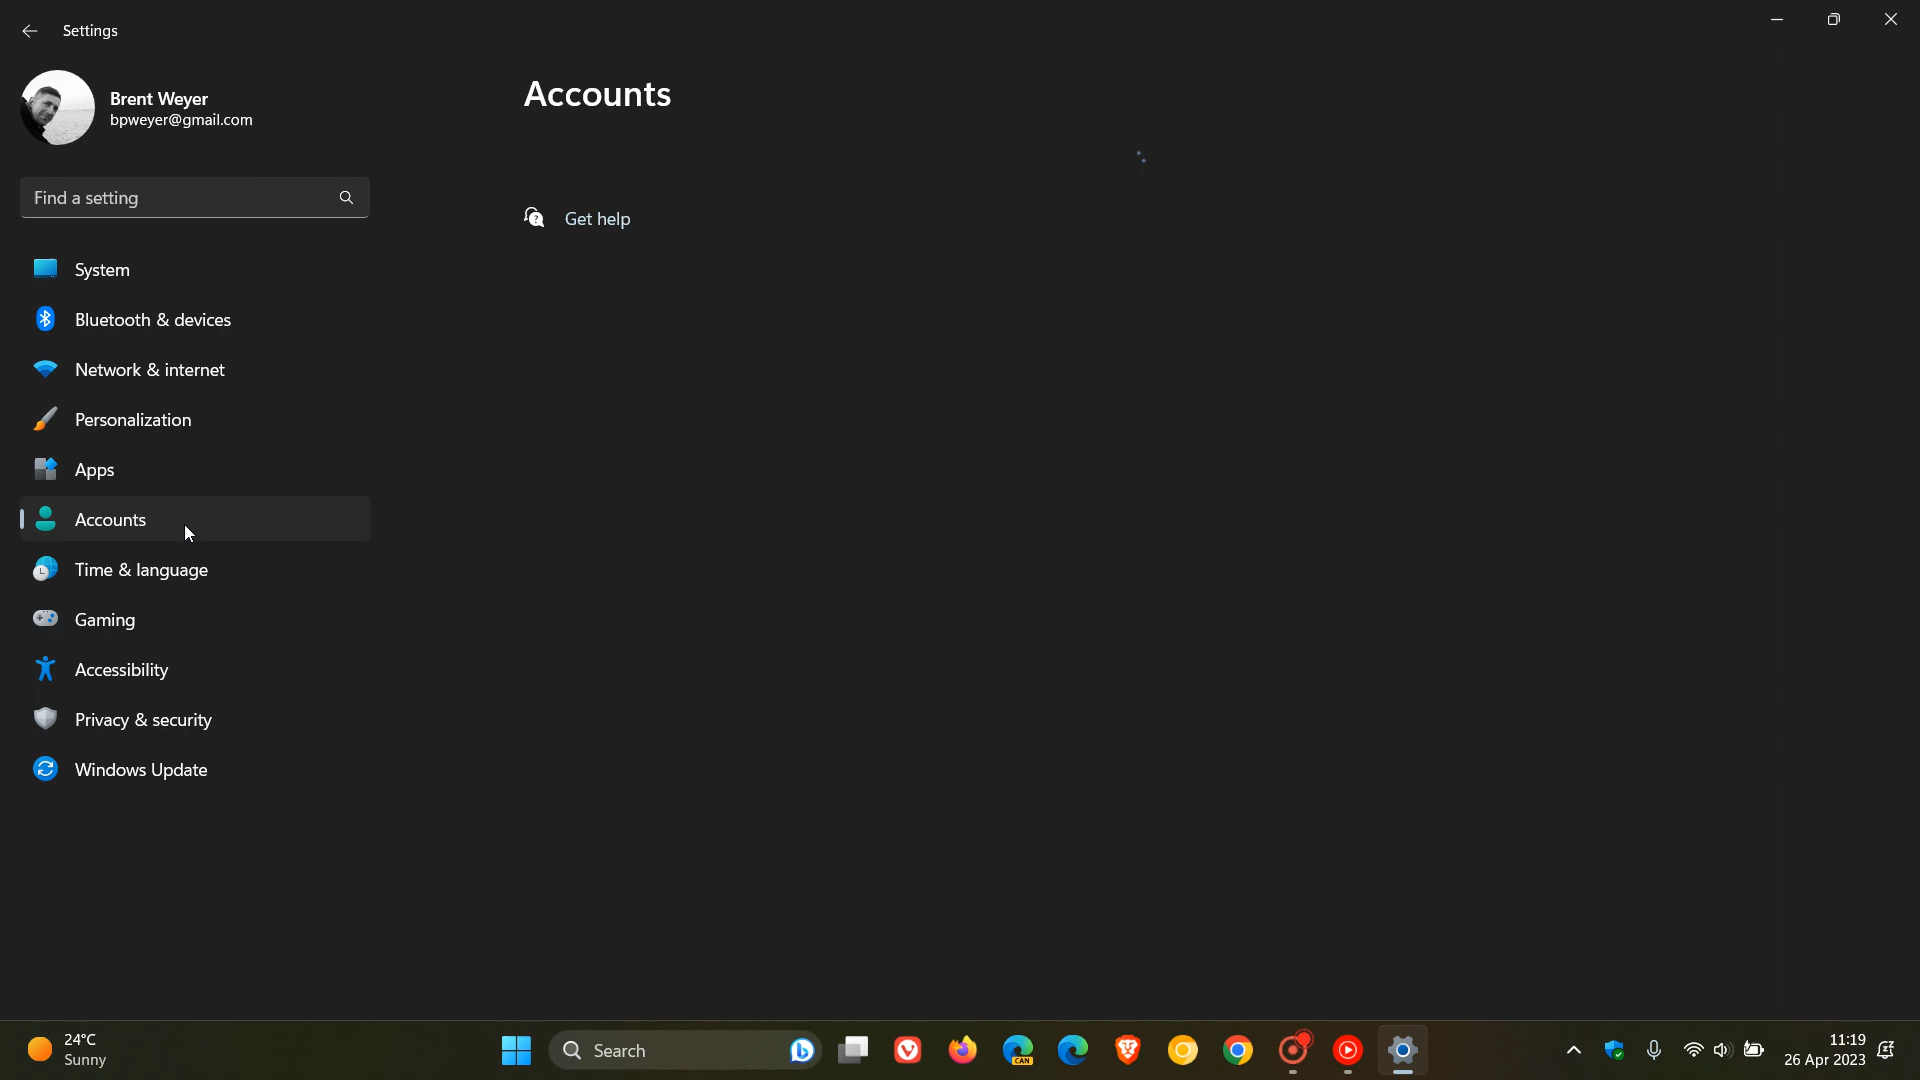 Settings
Brent Weyer
bpweyer@gmail.com
Find a setting
System
Bluetooth & devices
Network & internet
Personalization
Apps
Accounts
Time & language
Gaming
Accessibility
Privacy & security
Windows Update
Accounts
Get help
24°C
Sunny
Search
CAN
11:19
26 Apr 2023